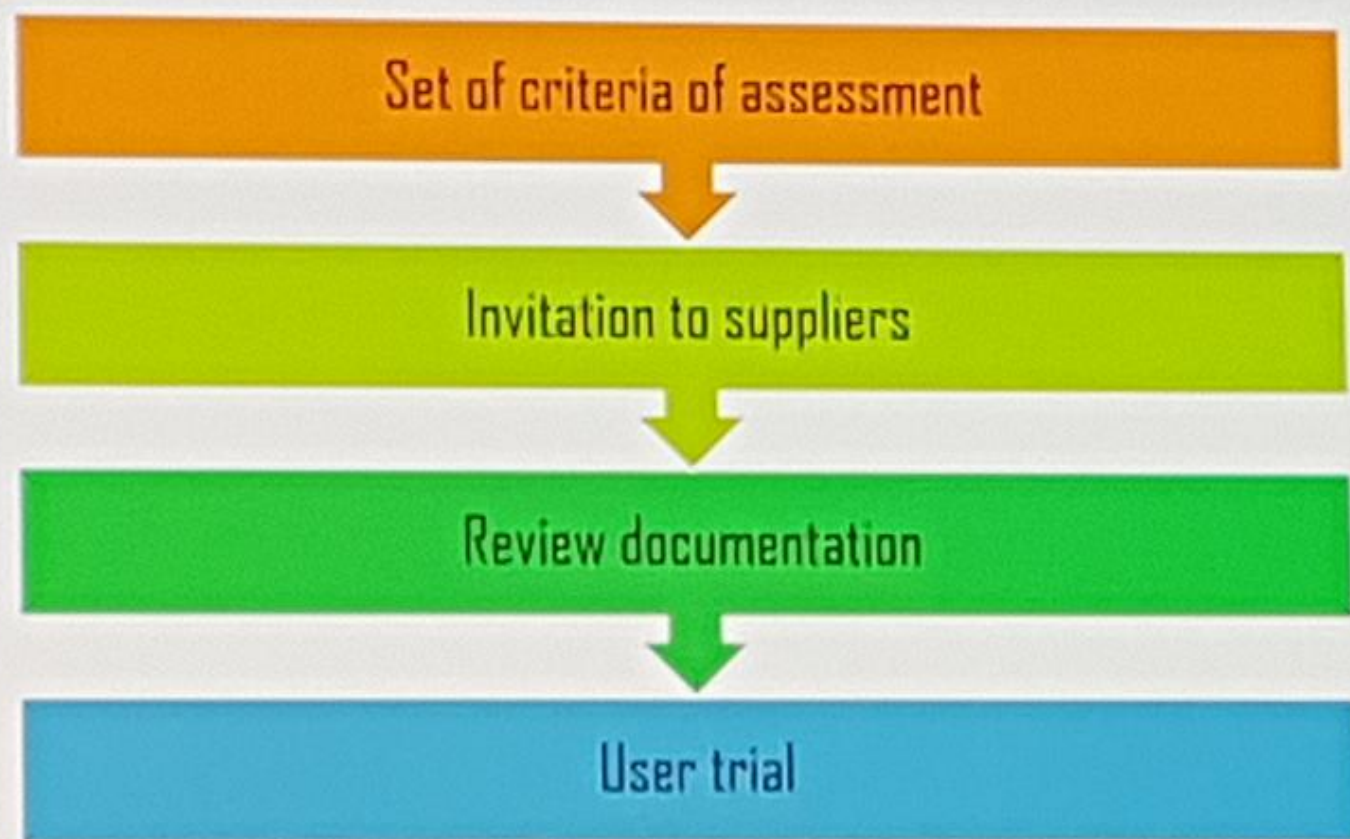 Set of criteria of assessment
Invitation to suppliers
Review documentation
User trial